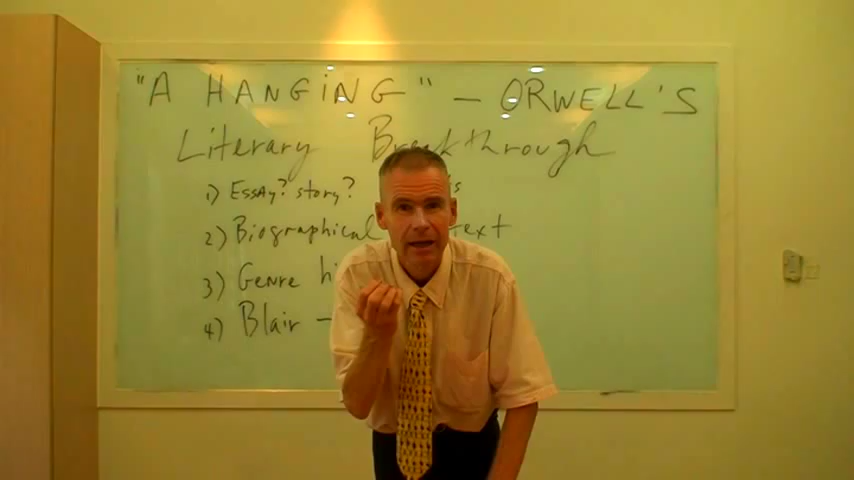 "A HANGiNG" – ORWELL'S
Literary Breakthrough
1) ESSAy? story?
2) Biographical
3) Genre
4) Blair –